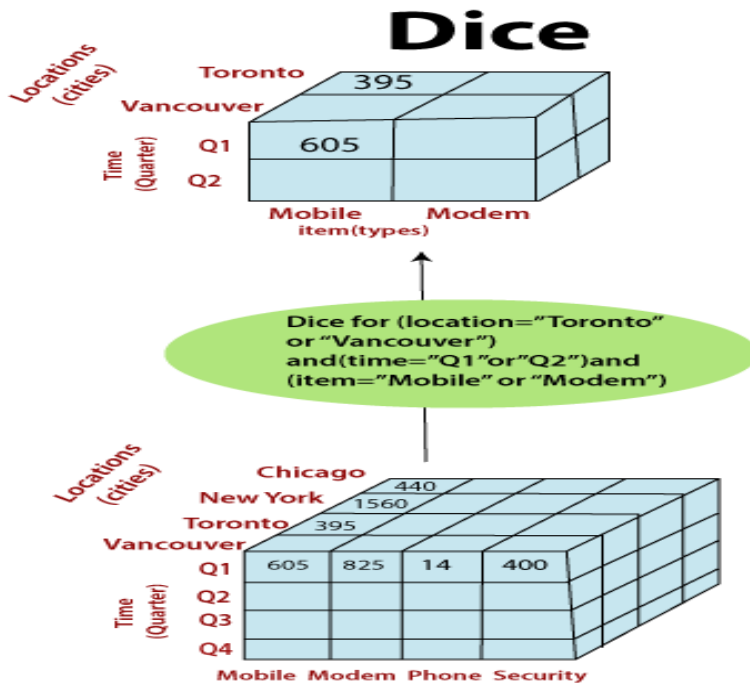 Dice
Locations
(cities)
Toronto
395
Vancouver
Time
(Quarter)
Q1
605
Q2
Mobile Modem
item(types)
Dice for (location=”Toronto”
or “Vancouver”)
and(time=”Q1”or”Q2”)and
(item=”Mobile” or “Modem”)
Locations
(cities)
Chicago
440
New York
1560
Toronto
395
Vancouver
Time
(Quarter)
Q1
605 825 14 400
Q2
Q3
Q4
Mobile Modem Phone Security